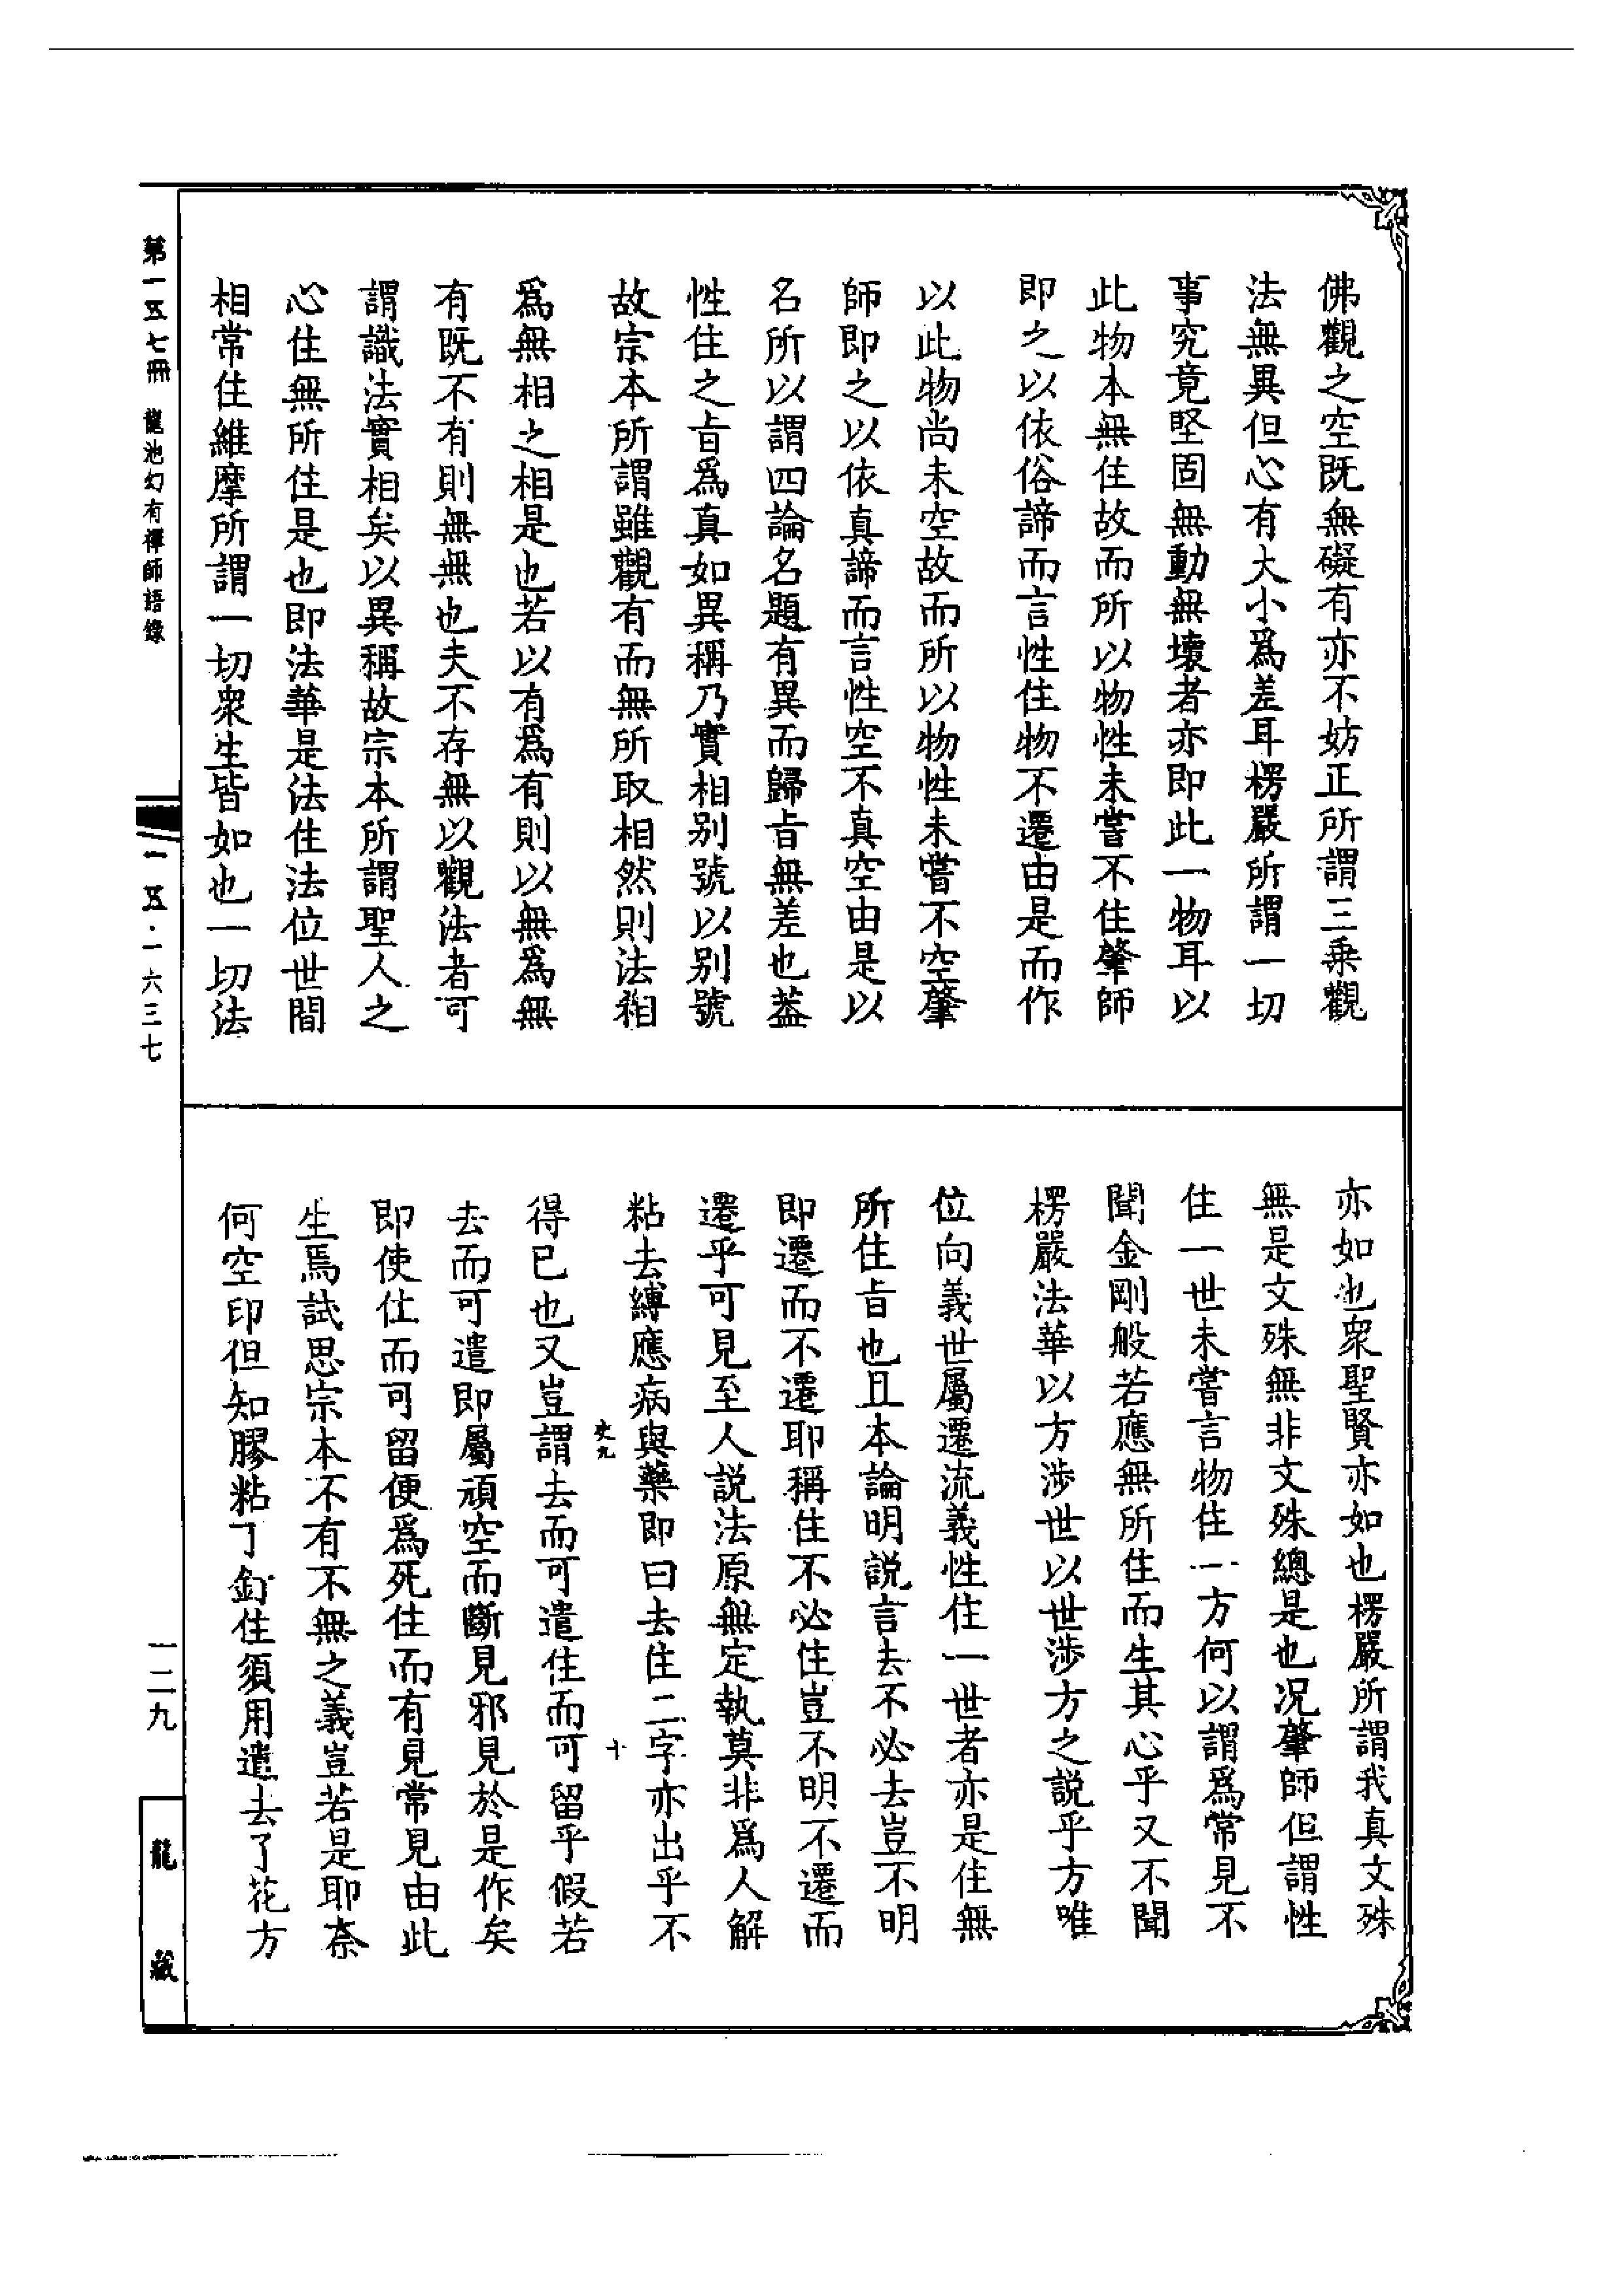 佛觀之空既無礙有亦不妨正所謂三乘觀
法無異但心有大小爲差耳楞嚴所謂一切
事究竟堅固無動無壞者亦即此一物耳以
此物本無住故而所以物性未嘗不住肇師
即之以依俗諦而言性住物不遷由是而作
以此物尚未空故而所以物性未嘗不空肇
師即之以依真諦而言性空不真空由是以
名所以謂四論名題有異而歸旨無差也葢
性住之旨爲真如異稱乃實相别號以别號
故宗本所謂雖觀有而無所取相然則法相
爲無相之相是也若以有爲有則以無爲無
有既不有則無無也夫不存無以觀法者可
謂識法實相矣以異稱故宗本所謂聖人之
心住無所住是也即法華是法住法位世間
相常住維摩所謂一切衆生皆如也一切法
亦如也衆聖賢亦如也楞嚴所謂我真文殊
無是文殊無非文殊總是也况肇師但謂性
住一世未嘗言物住一方何以謂爲常見不
聞金剛般若應無所住而生其心乎又不聞
楞嚴法華以方涉世以世涉方之説乎方唯
位向義世屬遷流義性住一世者亦是住無
所住旨也且本論明説言去不必去豈不明
即遷而不遷耶稱住不必住豈不明不遷而
遷乎可見至人説法原無定執莫非爲人解
粘去縛應病與藥即曰去住二字亦出乎不
史九
十
得已也又豈謂去而可遣住而可留乎假若
去而可遣即屬頑空而斷見邪見於是作矣
即使住而可留便爲死住而有見常見由此
生焉試思宗本不有不無之義豈若是耶柰
何空印但知膠粘丁釘住須用遣去了花方
第一五七冊　龍池幻有禪師語錄
一五·一六三七
一二九
龍藏